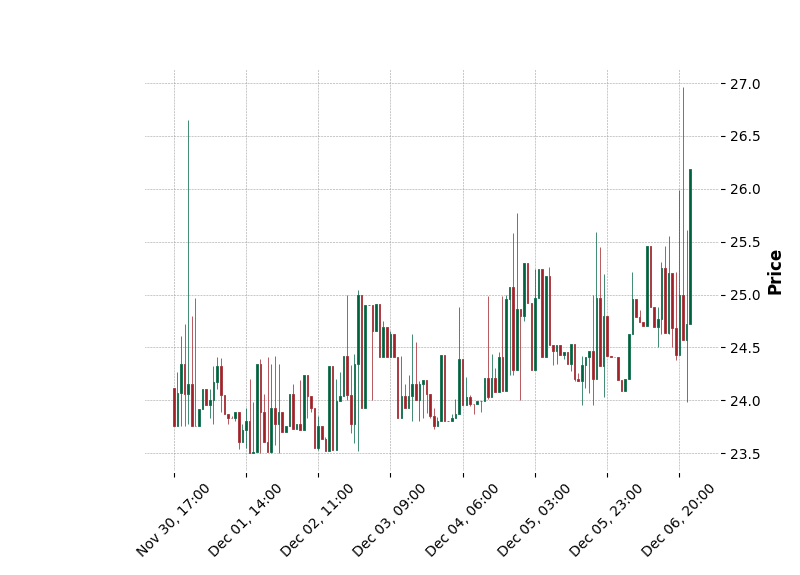 27.0
26.5
26.0
25.5
25.0
24.5
24.0
23.5
Price
Nov 30, 17:00
Dec 01, 14:00
Dec 02, 11:00
Dec 03, 09:00
Dec 04, 06:00
Dec 05, 03:00
Dec 05, 23:00
Dec 06, 20:00